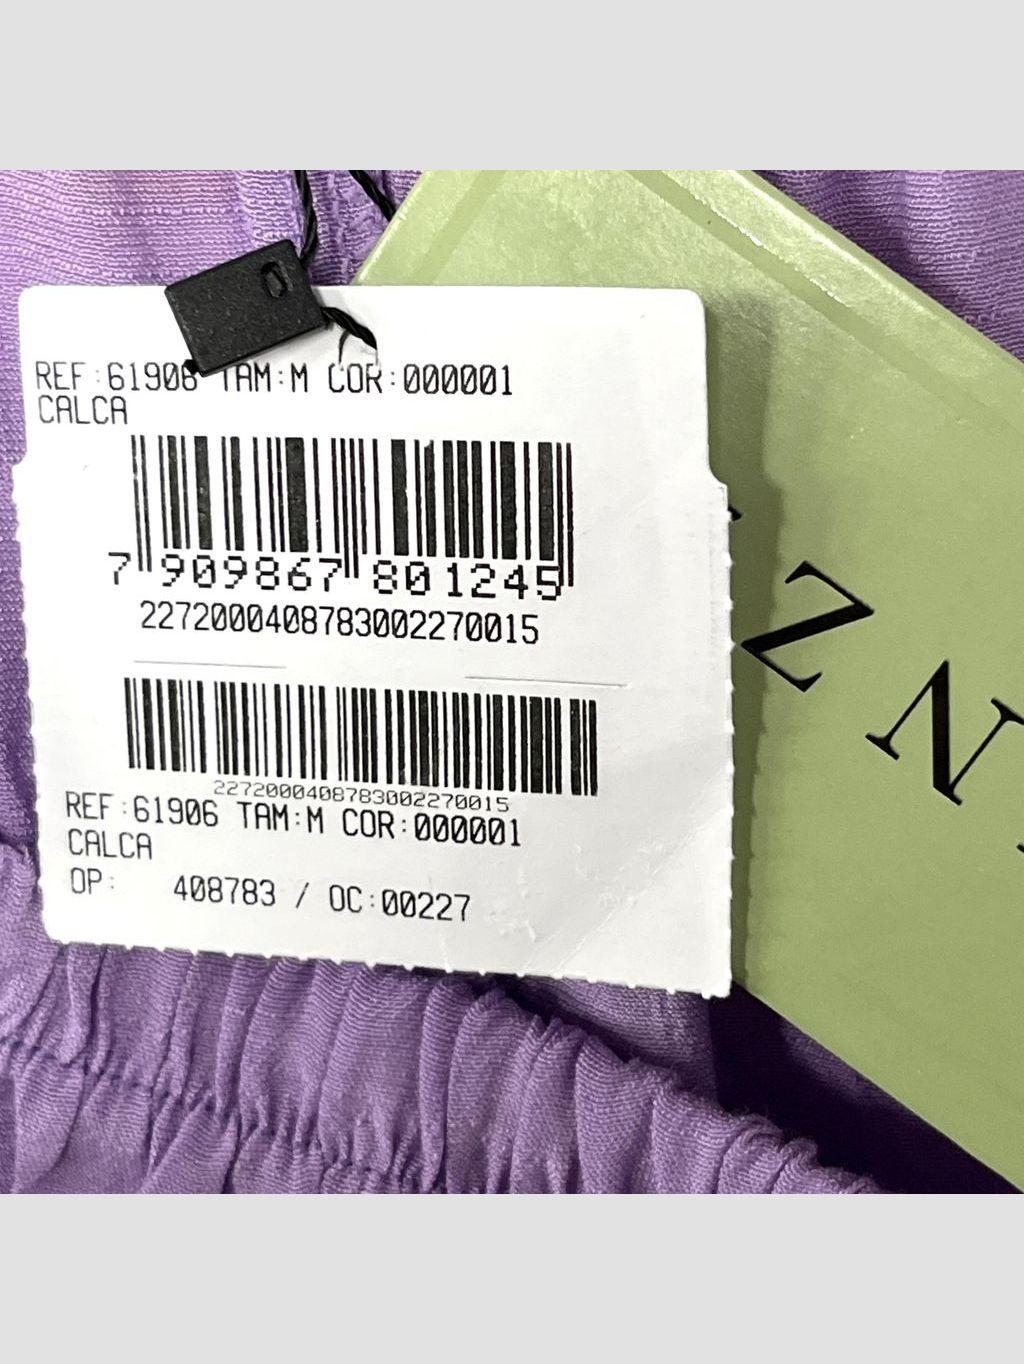 REF:61906 TAM:M COR:000001
CALCA
7 909867 801245
2272000408783002270015
2272000408783002270015
REF:61906 TAM:M COR:000001
CALCA
OP: 408783 / OC:00227
ZN